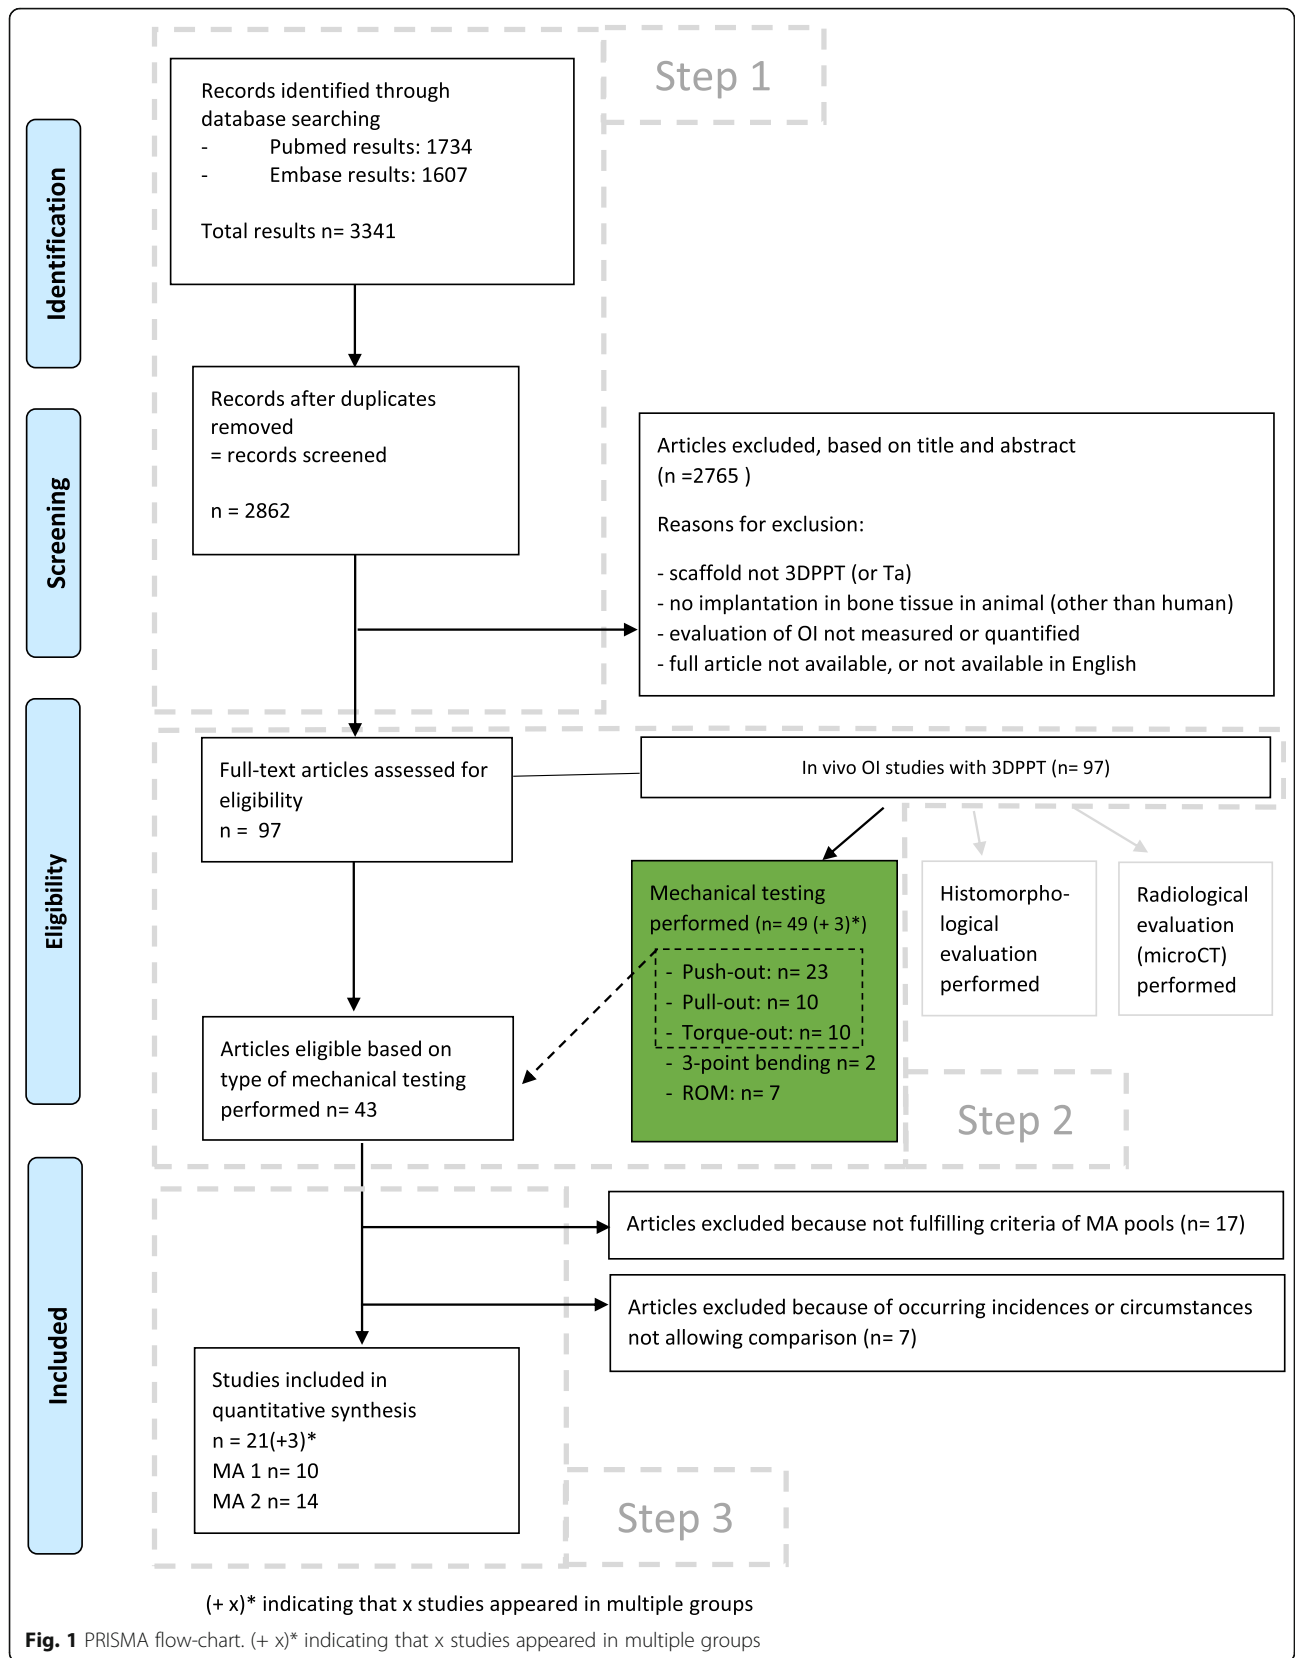 Step 1
Identification
Records identified through
database searching
- Pubmed results: 1734
- Embase results: 1607
Total results n= 3341
Screening
Records after duplicates
removed
= records screened
n = 2862
Articles excluded, based on title and abstract
(n =2765 )
Reasons for exclusion:
- scaffold not 3DPPT (or Ta)
- no implantation in bone tissue in animal (other than human)
- evaluation of OI not measured or quantified
- full article not available, or not available in English
Eligibility
Full-text articles assessed for
eligibility
n = 97
In vivo OI studies with 3DPPT (n= 97)
Mechanical testing
performed (n= 49 (+ 3)*)
- Push-out: n= 23
- Pull-out: n= 10
- Torque-out: n= 10
- 3-point bending n= 2
- ROM: n= 7
Histomorpho-
logical
evaluation
performed
Radiological
evaluation
(microCT)
performed
Articles eligible based on
type of mechanical testing
performed n= 43
Step 2
Included
Articles excluded because not fulfilling criteria of MA pools (n= 17)
Articles excluded because of occurring incidences or circumstances
not allowing comparison (n= 7)
Studies included in
quantitative synthesis
n = 21(+3)*
MA 1 n= 10
MA 2 n= 14
Step 3
(+ x)* indicating that x studies appeared in multiple groups
Fig. 1 PRISMA flow-chart. (+ x)* indicating that x studies appeared in multiple groups